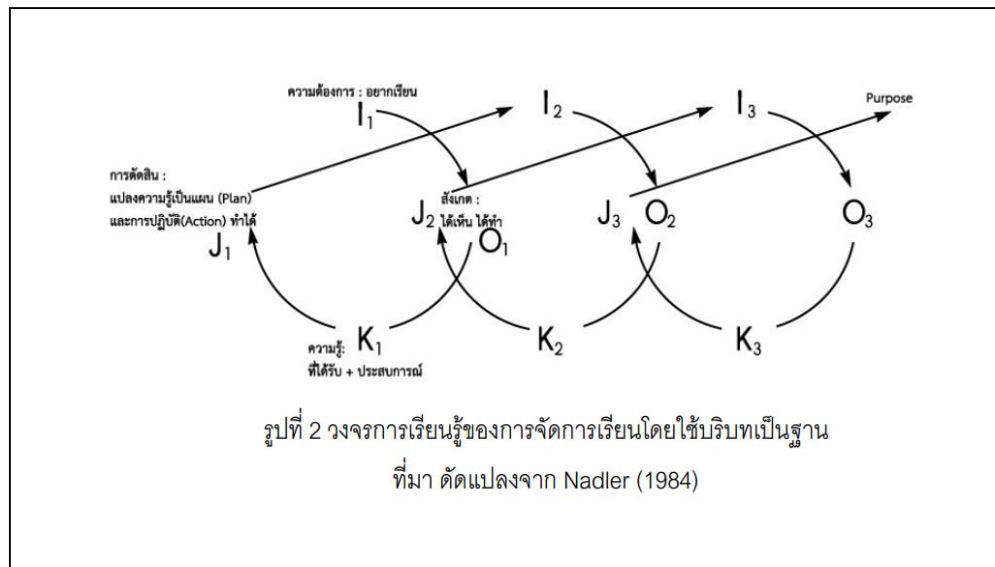 ความต้องการ : อยากเรียน
I₁
I₂
I₃
Purpose
การตัดสิน :
แปลงความรู้เป็นแผน (Plan)
และการปฏิบัติ(Action) ทำได้
J₁
J₂
สังเกต :
ได้เห็น ได้ทำ
O₁
J₃
O₂
O₃
K₁
K₂
K₃
ความรู้:
ที่ได้รับ + ประสบการณ์
รูปที่ 2 วงจรการเรียนรู้ของการจัดการเรียนโดยใช้บริบทเป็นฐาน
ที่มา ดัดแปลงจาก Nadler (1984)